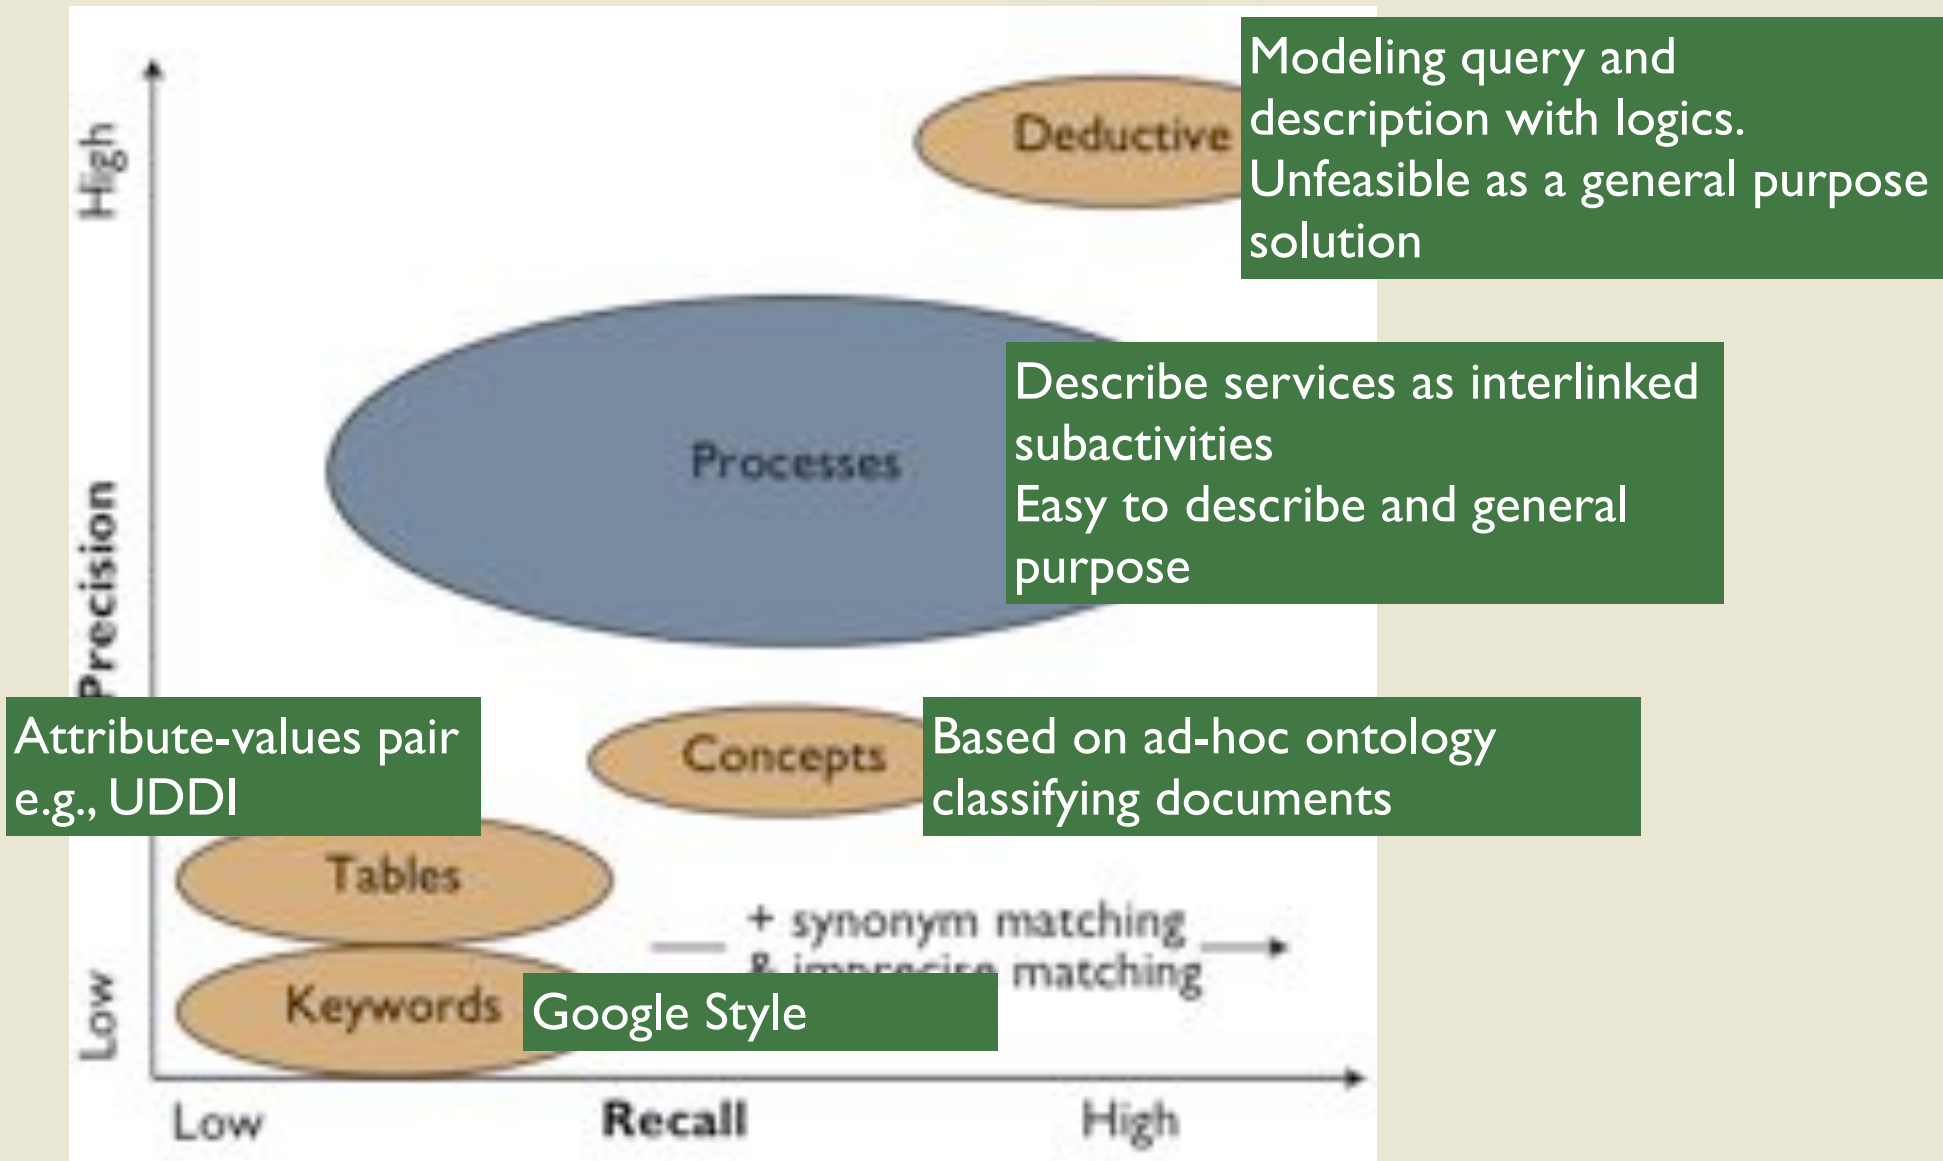 Modeling query and
description with logics.
Unfeasible as a general purpose
solution
Deductive
High
Describe services as interlinked
subactivities
Easy to describe and general
purpose
Processes
Precision
Attribute-values pair
e.g., UDDI
Concepts
Based on ad-hoc ontology
classifying documents
Tables
+ synonym matching
& imprecise matching
Keywords
Google Style
Low
Low
Recall
High